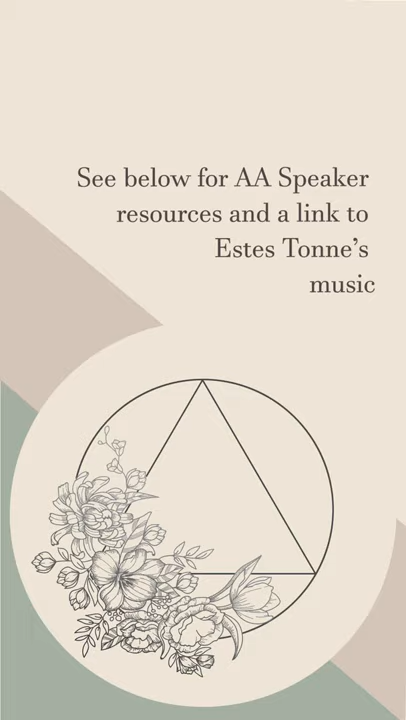 See below for AA Speaker
resources and a link to
Estes Tonne’s
music